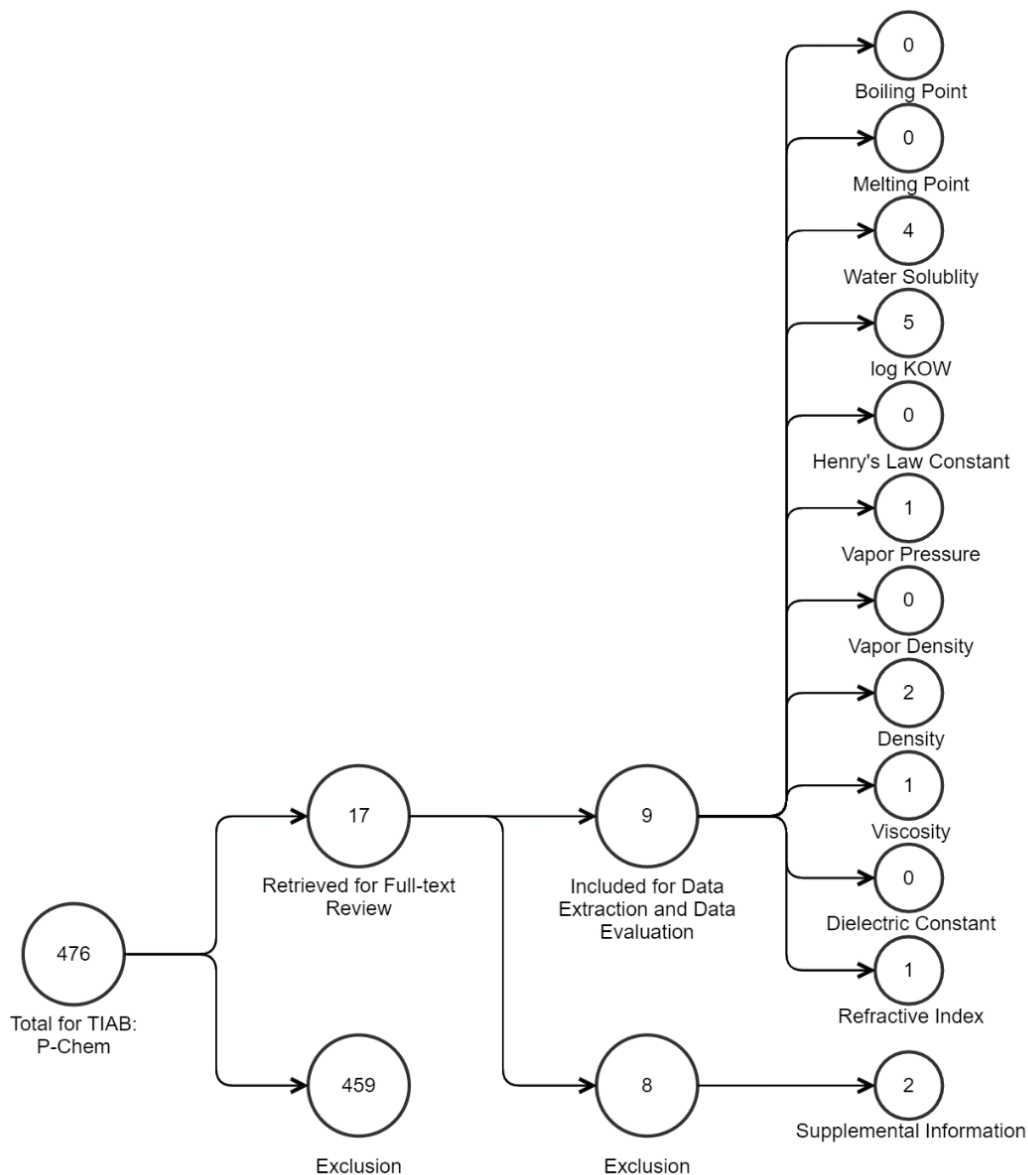 0
Boiling Point
0
Melting Point
4
Water Solublity
5
log KOW
0
Henry's Law Constant
1
Vapor Pressure
0
Vapor Density
2
Density
17
Retrieved for Full-text
Review
9
Included for Data
Extraction and Data
Evaluation
1
Viscosity
0
Dielectric Constant
1
Refractive Index
476
Total for TIAB:
P-Chem
459
Exclusion
8
Exclusion
2
Supplemental Information